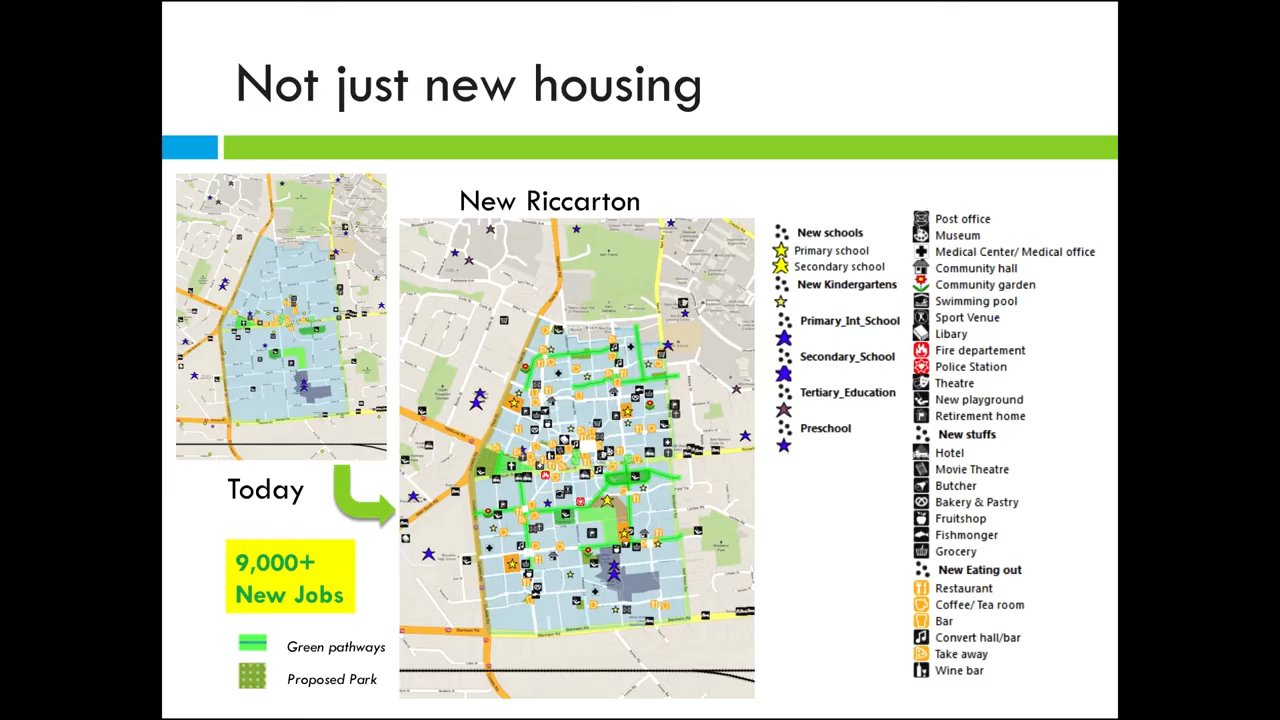 Not just new housing
New Riccarton
Today
9,000+
New Jobs
Green pathways
Proposed Park
New schools
Primary school
Secondary school
New Kindergartens
Primary_Int_School
Secondary_School
Tertiary_Education
Preschool
Post office
Museum
Medical Center/ Medical office
Community hall
Community garden
Swimming pool
Sport Venue
Libary
Fire departement
Police Station
Theatre
New playground
Retirement home
New stuffs
Hotel
Movie Theatre
Butcher
Bakery & Pastry
Fruitshop
Fishmonger
Grocery
New Eating out
Restaurant
Coffee/ Tea room
Bar
Convert hall/bar
Take away
Wine bar